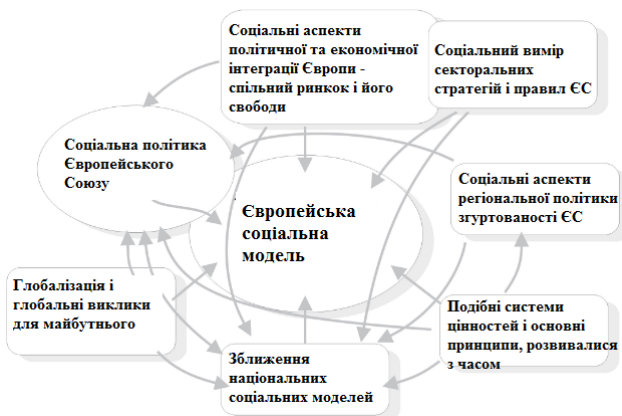 Соціальні аспекти
політичної та економічної
інтеграції Європи -
спільний ринкок і його
свободи
Соціальний вимір
секторальних
стратегій і правил ЄС
Соціальна політика
Європейського
Союзу
Соціальні аспекти
регіональної політики
згуртованості ЄС
Європейська
соціальна
модель
Глобалізація і
глобальні виклики
для майбутнього
Подібні системи
цінностей і основні
принципи, розвивалися
з часом
Зближення
національних
соціальних моделей